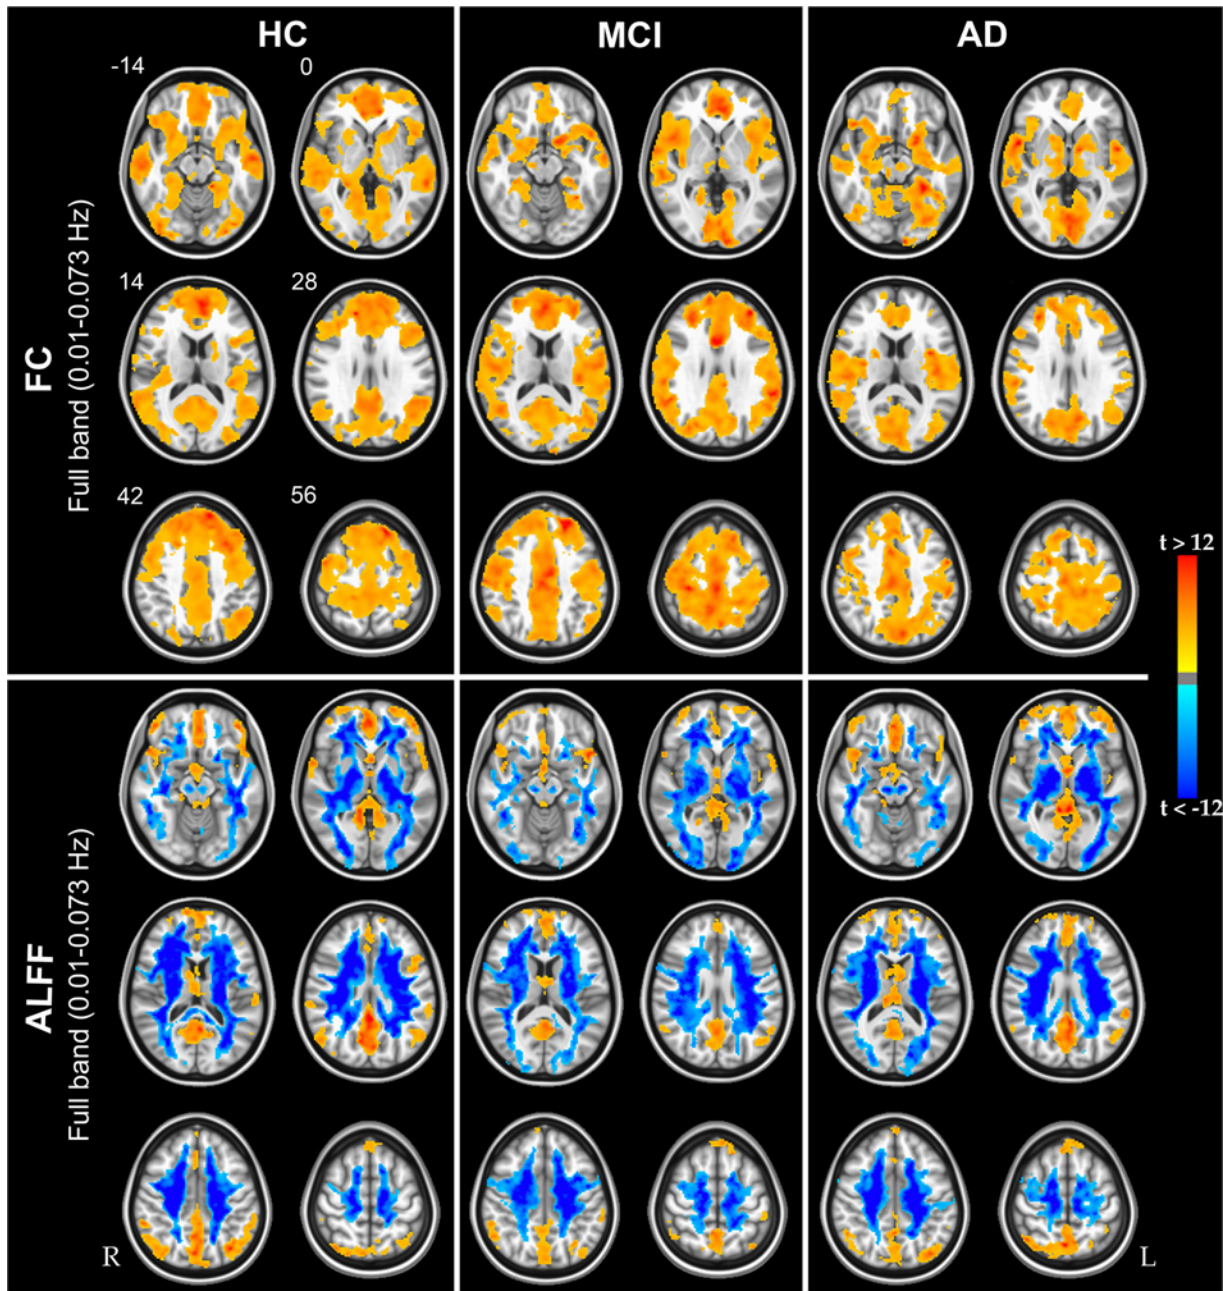 HC MCI AD
-14 0
14 28
FC
Full band (0.01-0.073 Hz)
42 56
t > 12
t < -12
ALFF
Full band (0.01-0.073 Hz)
R L